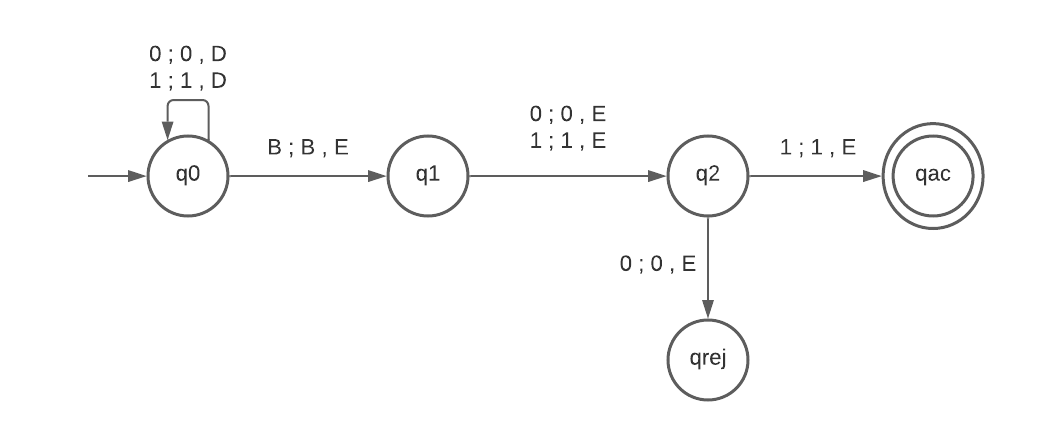 0 ; 0 , D
1 ; 1 , D
0 ; 0 , E
1 ; 1 , E
B ; B , E
1 ; 1 , E
q0
q1
q2
qac
0 ; 0 , E
qrej